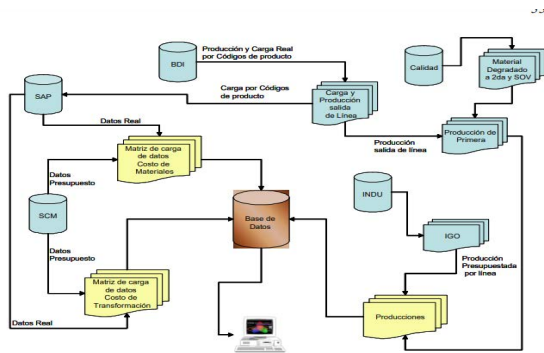 BDI
Producción y Carga Real
por Códigos de producto
Calidad
Material
Degradado
a 2da y SOV
SAP
Carga por Códigos
de producto
Carga y
Producción
salida
de Línea
Datos Real
Producción
salida de línea
Producción de
Primera
Matriz de carga
de datos
Costo de
Materiales
Datos
Presupuesto
SCM
Base de
Datos
INDU
IGO
Datos
Presupuesto
Producción
Presupuestada
por línea
Matriz de carga
de datos
Costo de
Transformación
Producciones
Datos Real